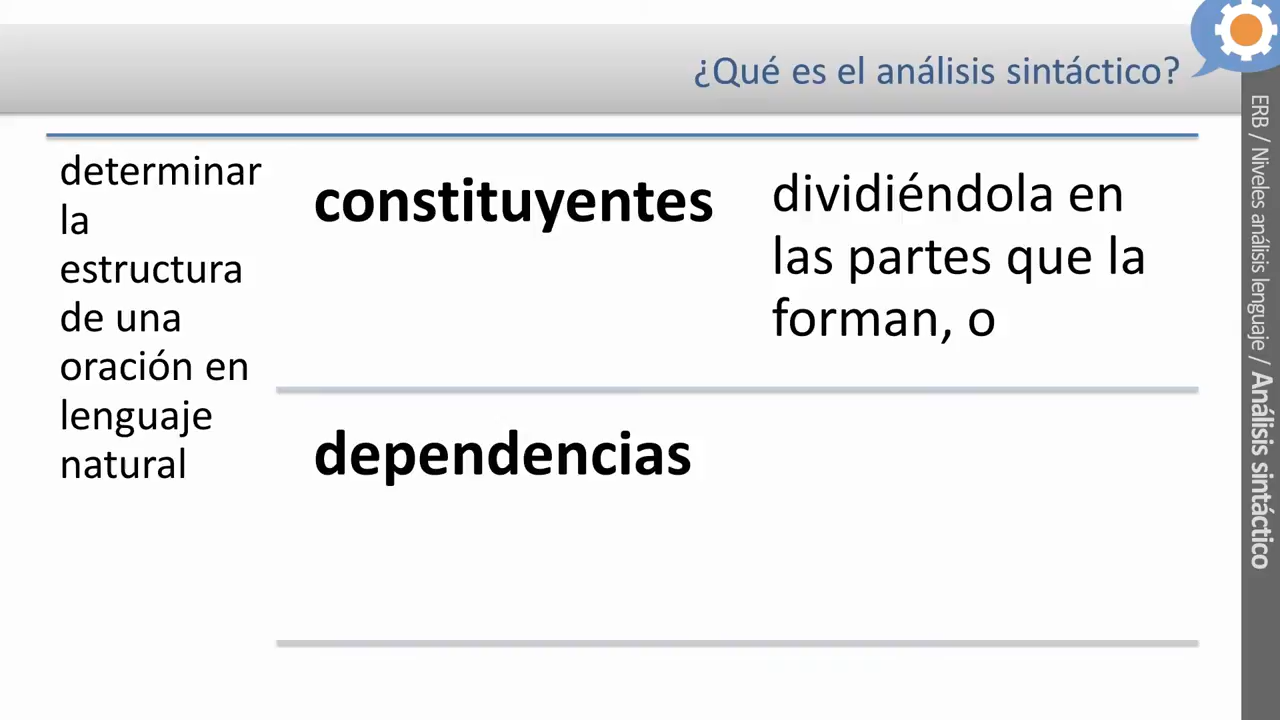 ¿Qué es el análisis sintáctico?
determinar
la
estructura
de una
oración en
lenguaje
natural
constituyentes
dividiéndola en
las partes que la
forman, o
dependencias
ERB / Niveles análisis lenguaje / Análisis sintáctico